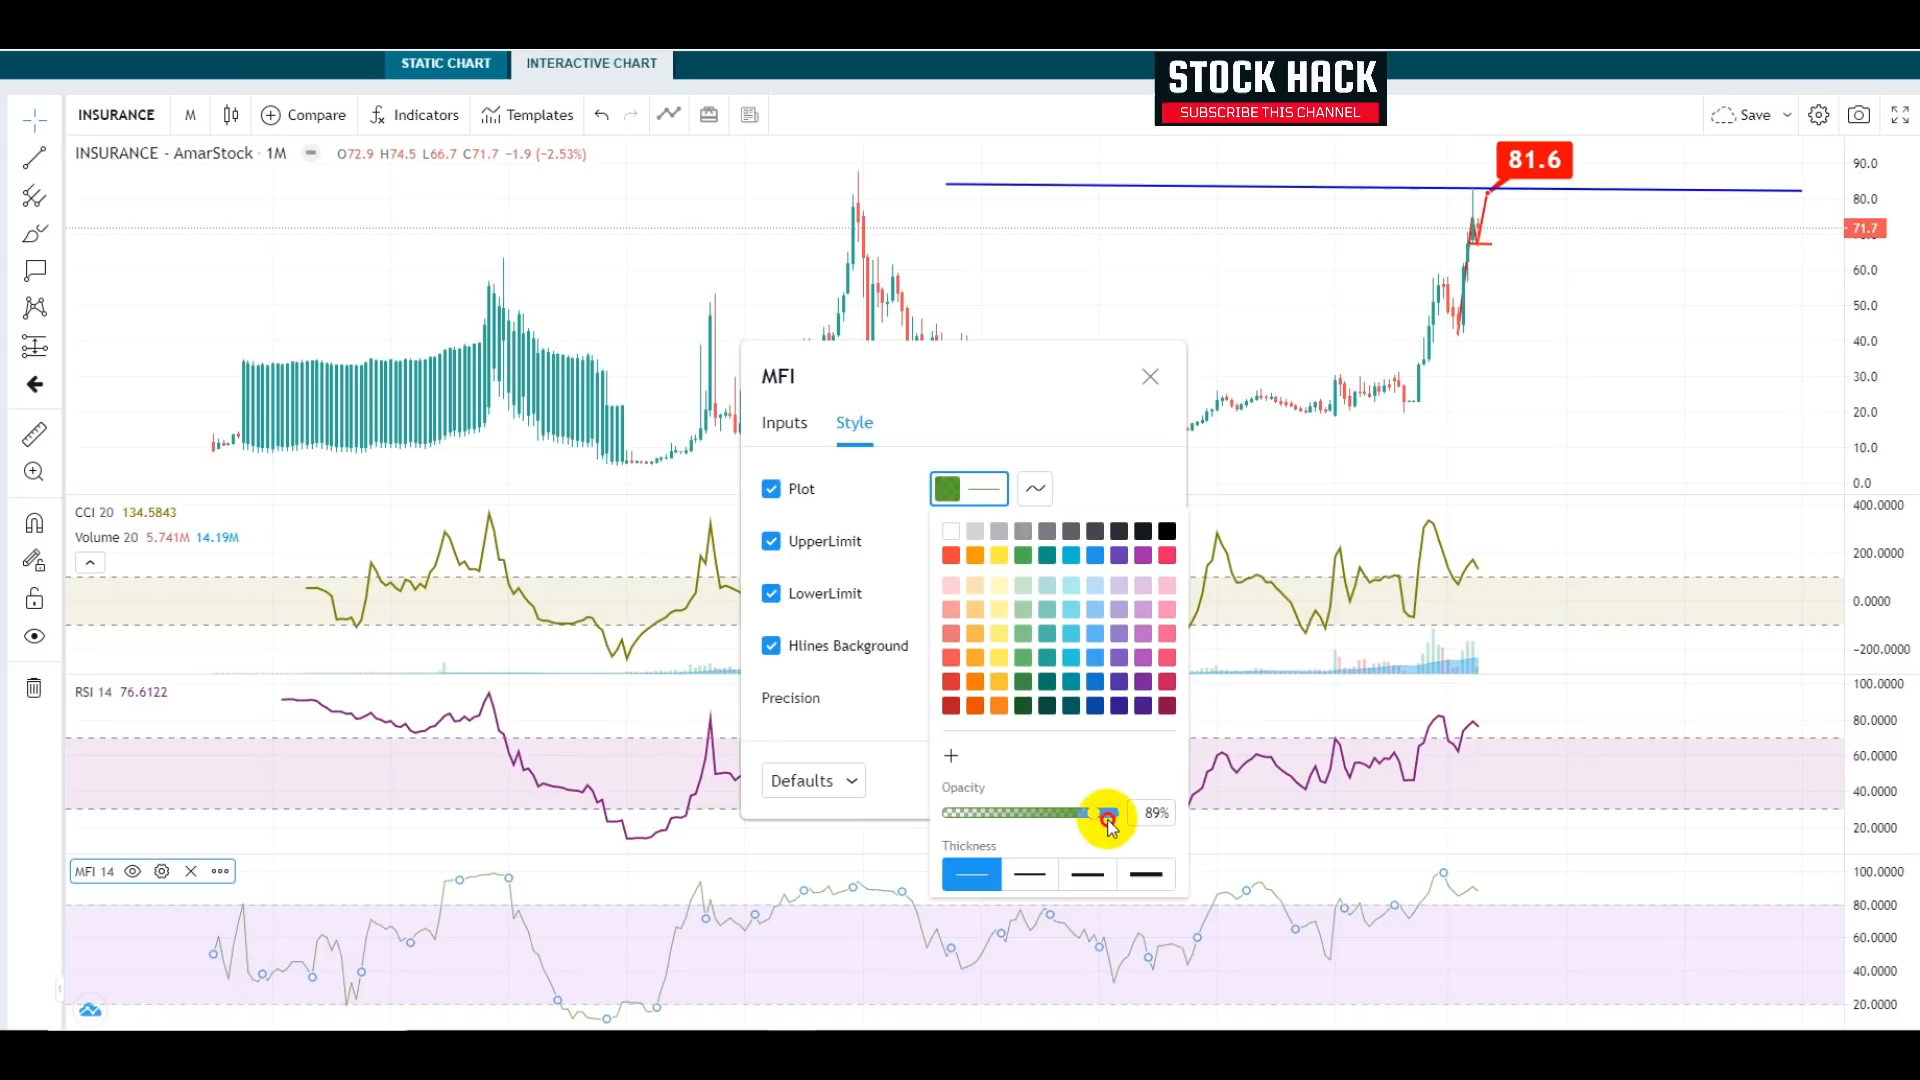 STATIC CHART
INTERACTIVE CHART
STOCK HACK
SUBSCRIBE THIS CHANNEL
INSURANCE
M
Compare
Indicators
Templates
Save
INSURANCE - AmarStock · 1M
O72.9 H74.5 L66.7 C71.7 −1.9 (−2.53%)
81.6
90.0
80.0
71.7
60.0
50.0
40.0
30.0
20.0
10.0
0.0
MFI
Inputs
Style
Plot
UpperLimit
LowerLimit
Hlines Background
Precision
Defaults
Opacity
89%
Thickness
CCI 20 134.5843
Volume 20 5.741M 14.19M
400.0000
200.0000
0.0000
−200.0000
RSI 14 76.6122
100.0000
80.0000
60.0000
40.0000
20.0000
MFI 14
100.0000
80.0000
60.0000
40.0000
20.0000